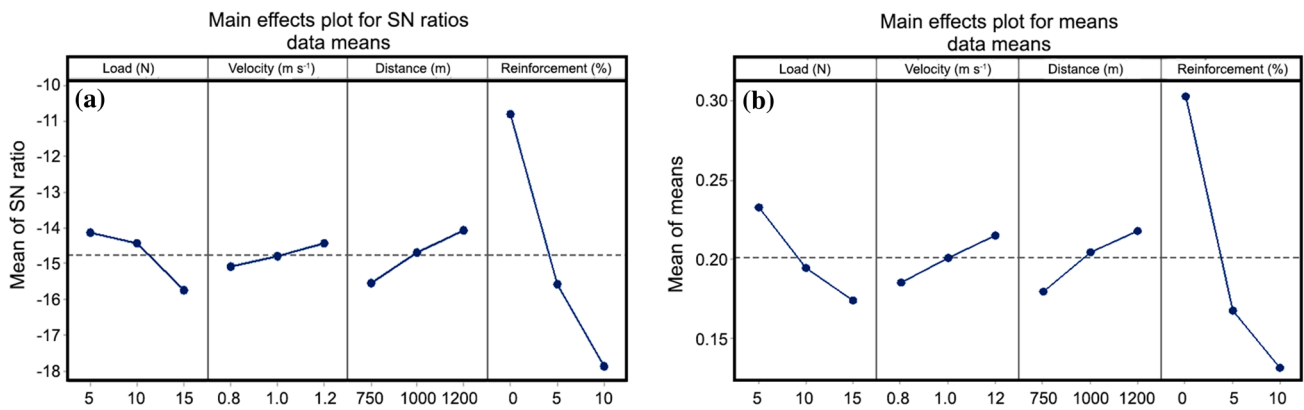 Main effects plot for SN ratios
data means
Load (N) Velocity (m s⁻¹) Distance (m) Reinforcement (%)
(a)
Mean of SN ratio
-10
-11
-12
-13
-14
-15
-16
-17
-18
5 10 15 0.8 1.0 1.2 750 1000 1200 0 5 10
Main effects plot for means
data means
Load (N) Velocity (m s⁻¹) Distance (m) Reinforcement (%)
(b)
Mean of means
0.30
0.25
0.20
0.15
5 10 15 0.8 1.0 12 750 1000 1200 0 5 10